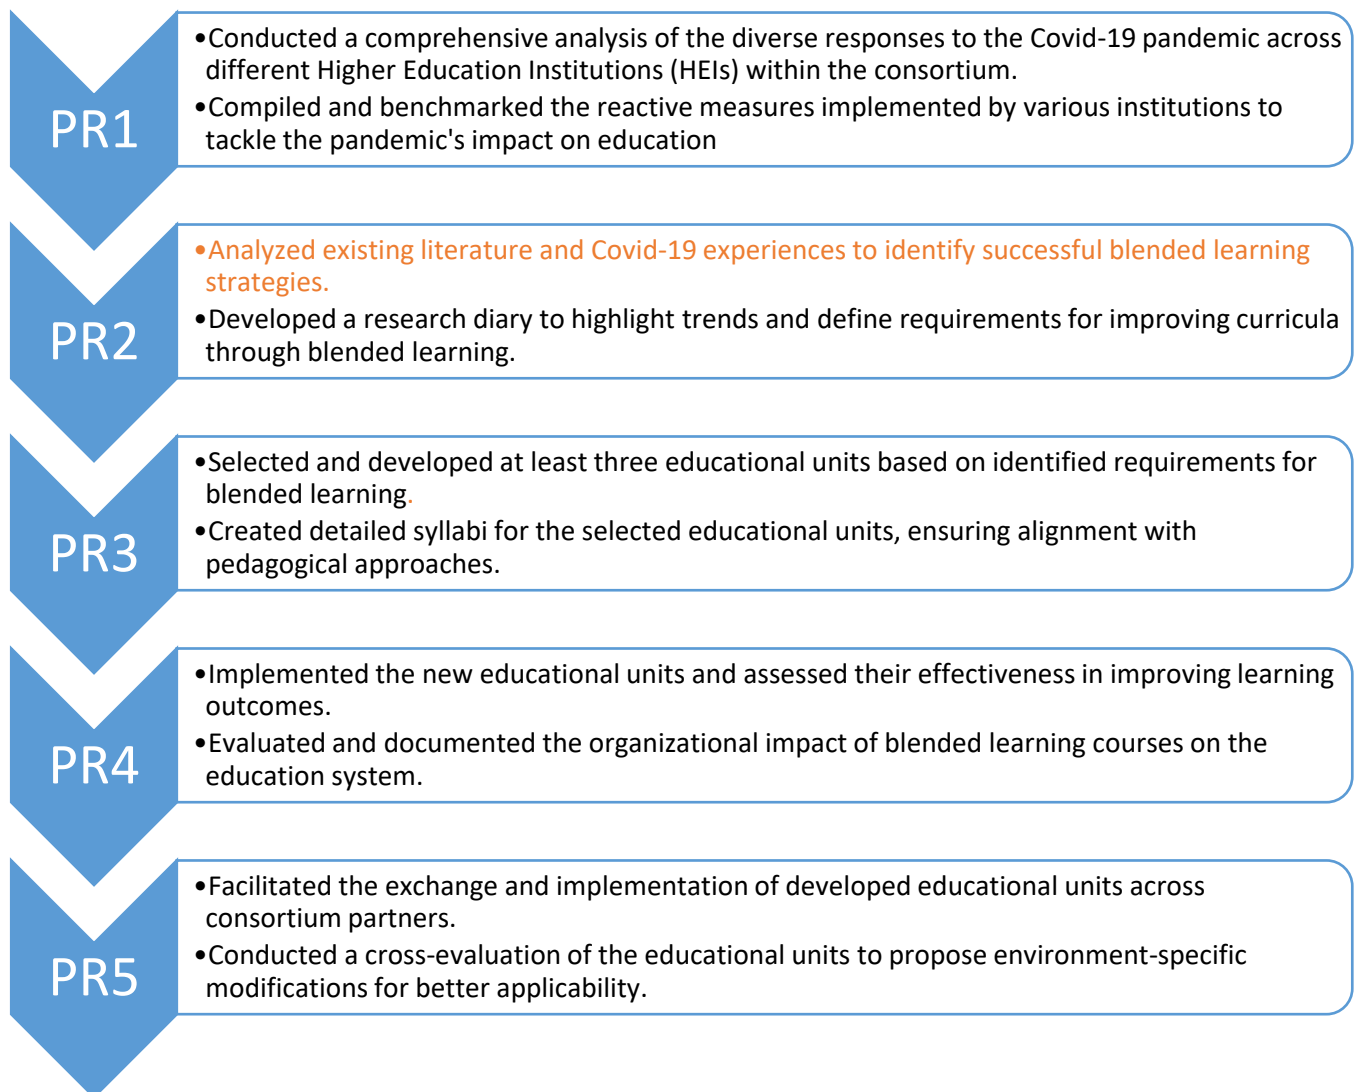 PR1
•Conducted a comprehensive analysis of the diverse responses to the Covid-19 pandemic across
different Higher Education Institutions (HEIs) within the consortium.
•Compiled and benchmarked the reactive measures implemented by various institutions to
tackle the pandemic's impact on education
PR2
•Analyzed existing literature and Covid-19 experiences to identify successful blended learning
strategies.
•Developed a research diary to highlight trends and define requirements for improving curricula
through blended learning.
PR3
•Selected and developed at least three educational units based on identified requirements for
blended learning.
•Created detailed syllabi for the selected educational units, ensuring alignment with
pedagogical approaches.
PR4
•Implemented the new educational units and assessed their effectiveness in improving learning
outcomes.
•Evaluated and documented the organizational impact of blended learning courses on the
education system.
PR5
•Facilitated the exchange and implementation of developed educational units across
consortium partners.
•Conducted a cross-evaluation of the educational units to propose environment-specific
modifications for better applicability.